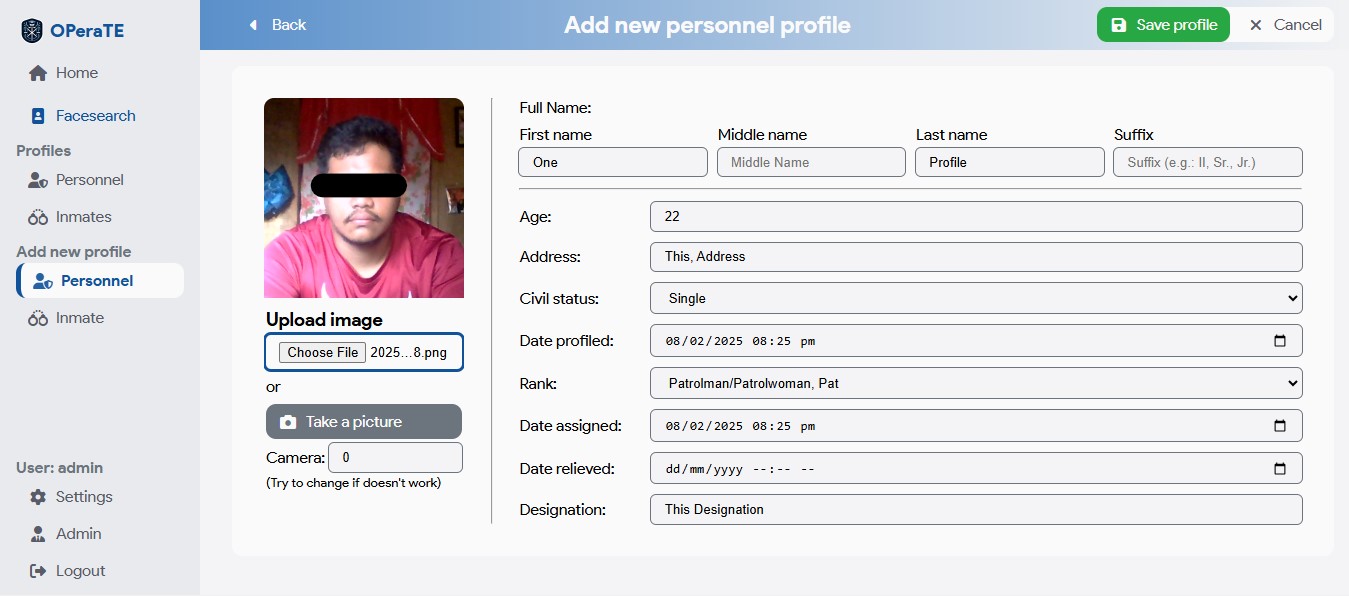 OPeraTE
Home
Facesearch
Profiles
Personnel
Inmates
Add new profile
Personnel
Inmate
User: admin
Settings
Admin
Logout
Back
Add new personnel profile
Save profile
Cancel
Upload image
Choose File 2025...8.png
or
Take a picture
Camera: 0
(Try to change if doesn't work)
Full Name:
First name Middle name Last name Suffix
One Middle Name Profile Suffix (e.g.: II, Sr., Jr.)
Age: 22
Address: This, Address
Civil status: Single
Date profiled: 08/02/2025 08:25 pm
Rank: Patrolman/Patrolwoman, Pat
Date assigned: 08/02/2025 08:25 pm
Date relieved: dd/mm/yyyy --:-- --
Designation: This Designation